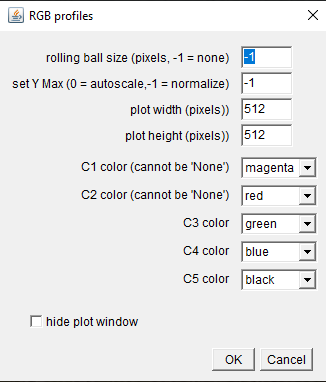 RGB profiles
rolling ball size (pixels, -1 = none) -1
set Y Max (0 = autoscale,-1 = normalize) -1
plot width (pixels)) 512
plot height (pixels)) 512
C1 color (cannot be 'None') magenta
C2 color (cannot be 'None') red
C3 color green
C4 color blue
C5 color black
hide plot window
OK Cancel